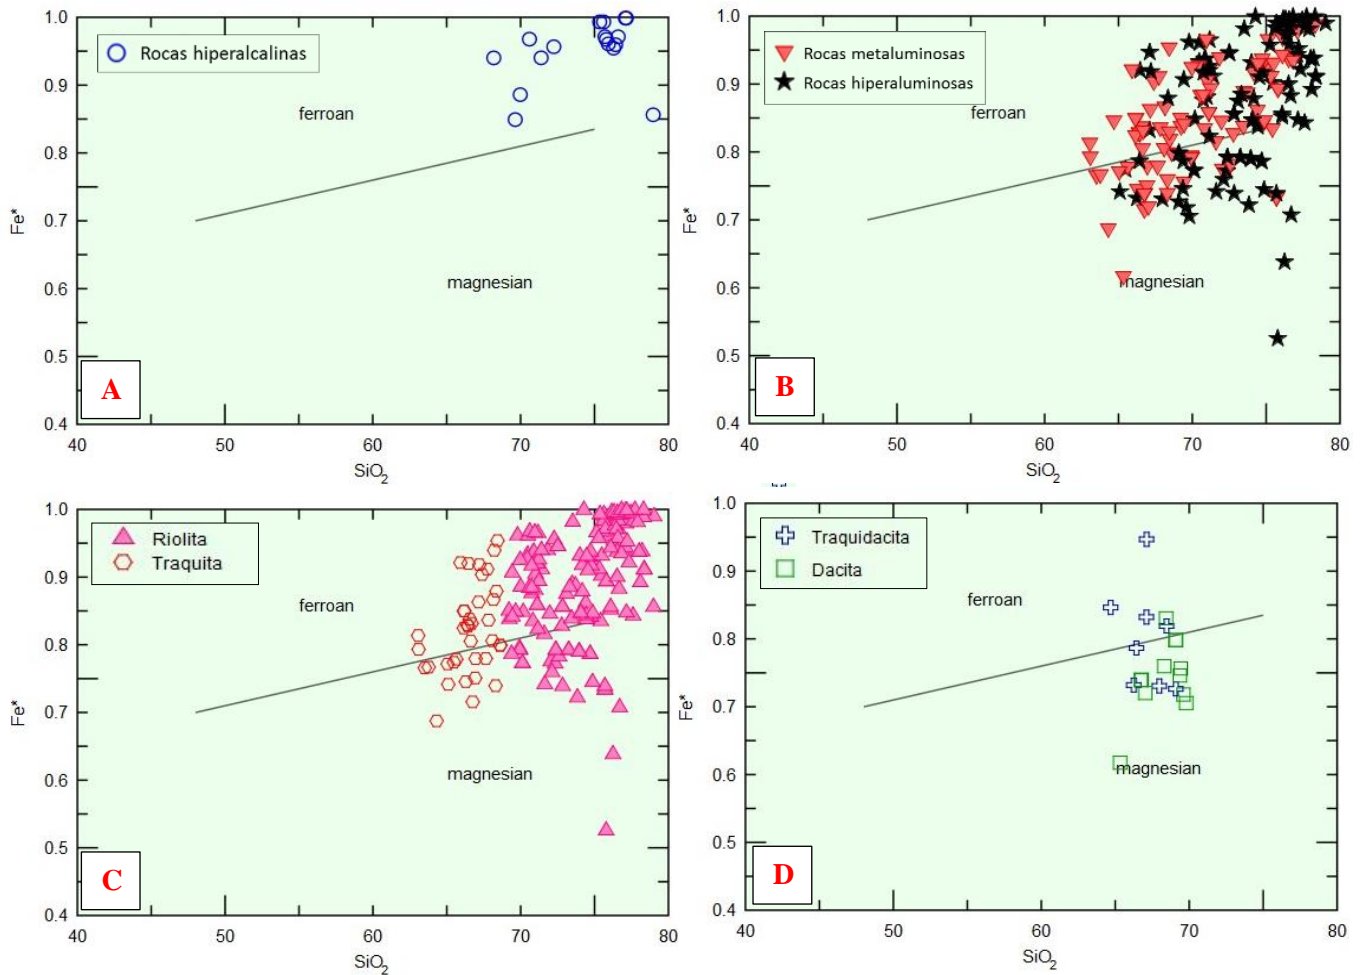 1.0
0.9
0.8
0.7
0.6
0.5
0.4
Fe*
Rocas hiperalcalinas
ferroan
magnesian
A
40 50 60 70 80
SiO₂
1.0
0.9
0.8
0.7
0.6
0.5
0.4
Fe*
Rocas metaluminosas
Rocas hiperaluminosas
ferroan
magnesian
B
40 50 60 70 80
SiO₂
1.0
0.9
0.8
0.7
0.6
0.5
0.4
Fe*
Riolita
Traquita
ferroan
magnesian
C
40 50 60 70 80
SiO₂
1.0
0.9
0.8
0.7
0.6
0.5
0.4
Fe*
Traquidacita
Dacita
ferroan
magnesian
D
40 50 60 70 80
SiO₂